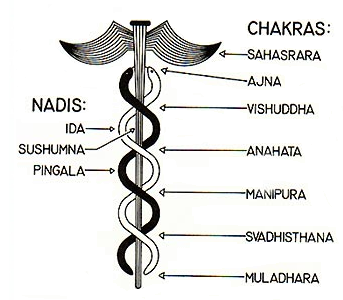 CHAKRAS:
SAHASRARA
AJNA
VISHUDDHA
ANAHATA
MANIPURA
SVADHISTHANA
MULADHARA
NADIS:
IDA
SUSHUMNA
PINGALA